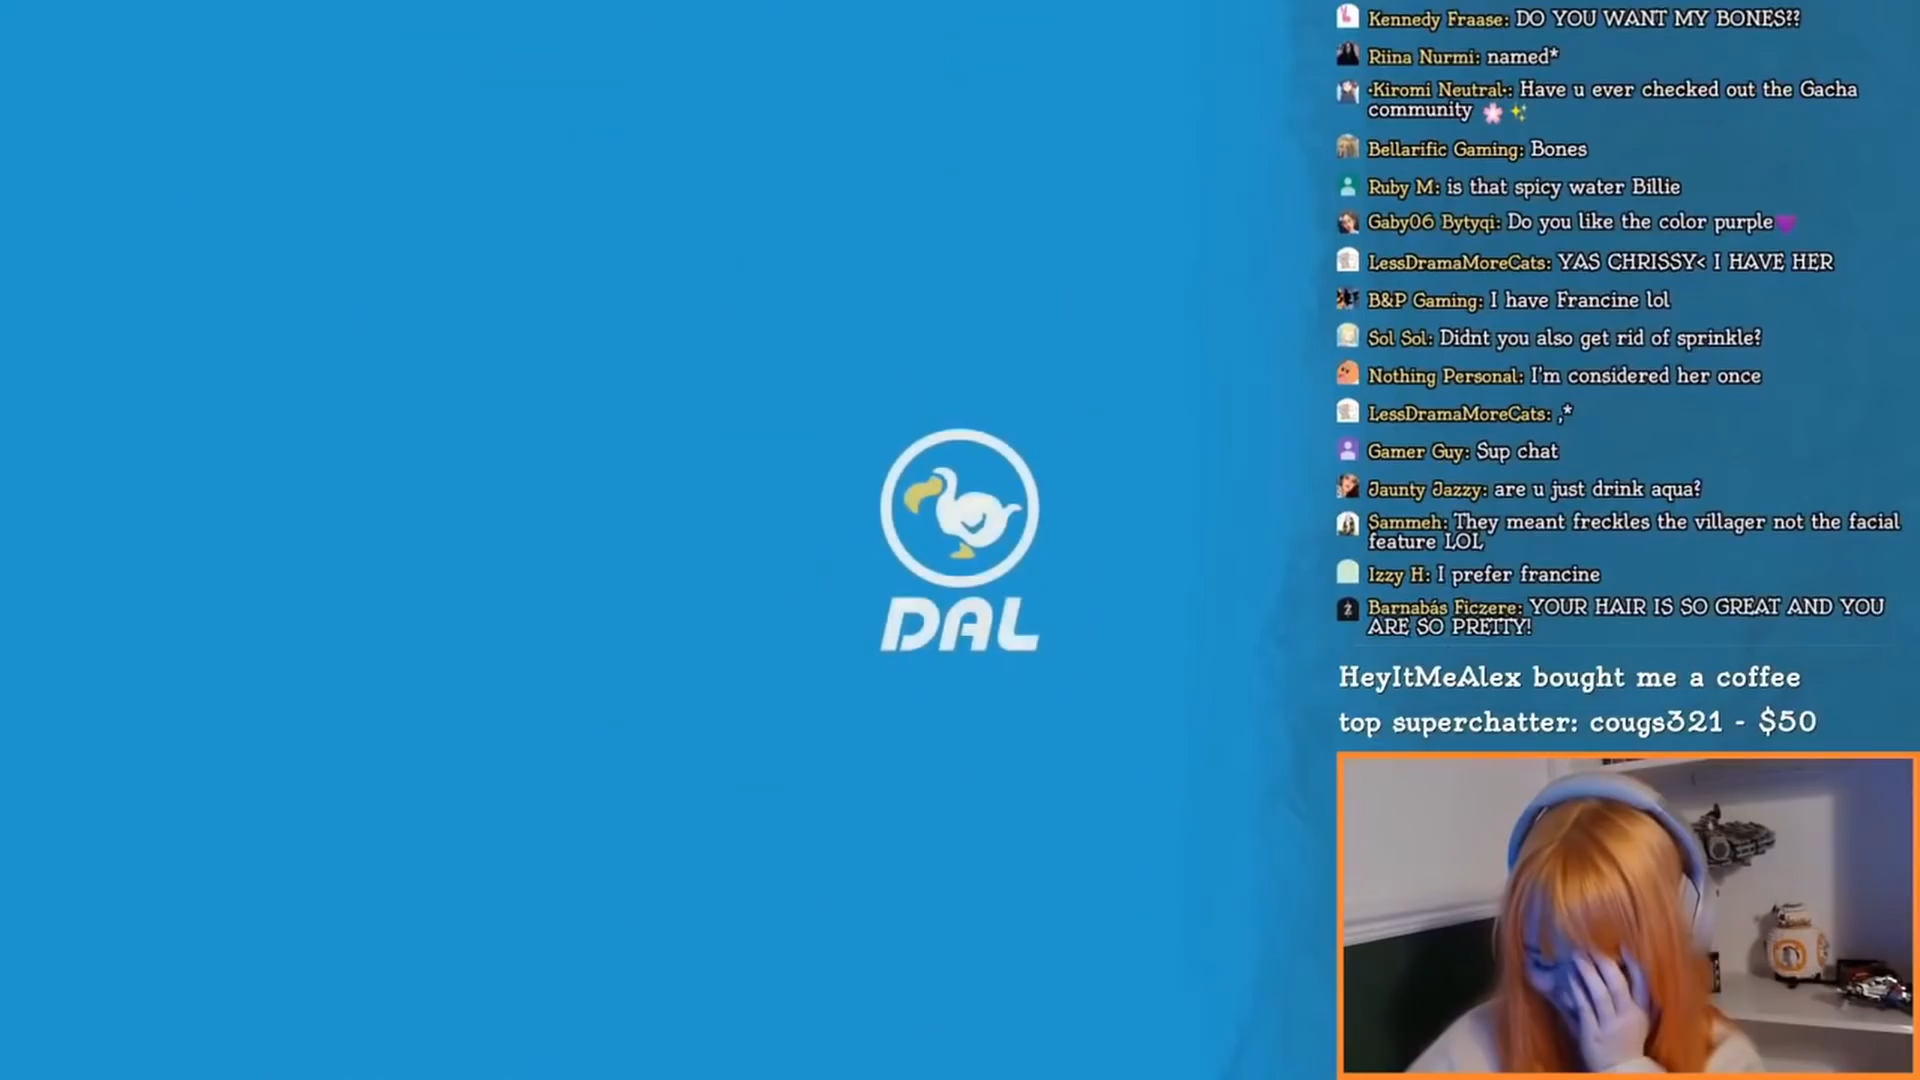 Kennedy Fraase: DO YOU WANT MY BONES??
Riina Nurmi: named*
·Kiromi Neutral·: Have u ever checked out the Gacha
community 🌸✨
Bellarific Gaming: Bones
Ruby M: is that spicy water Billie
Gaby06 Bytyqi: Do you like the color purple💜
LessDramaMoreCats: YAS CHRISSY< I HAVE HER
B&P Gaming: I have Francine lol
Sol Sol: Didnt you also get rid of sprinkle?
Nothing Personal: I'm considered her once
LessDramaMoreCats: ,*
Gamer Guy: Sup chat
Jaunty Jazzy: are u just drink aqua?
Sammeh: They meant freckles the villager not the facial
feature LOL
Izzy H: I prefer francine
Barnabás Ficzere: YOUR HAIR IS SO GREAT AND YOU
ARE SO PRETTY!
HeyItMeAlex bought me a coffee
top superchatter: cougs321 - $50
DAL